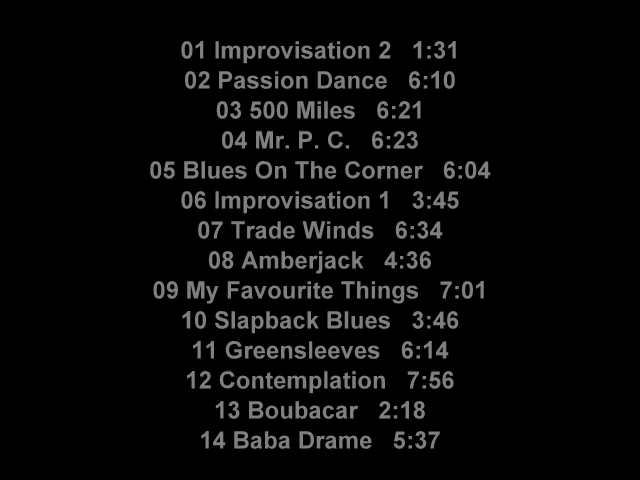 01 Improvisation 2 1:31
02 Passion Dance 6:10
03 500 Miles 6:21
04 Mr. P. C. 6:23
05 Blues On The Corner 6:04
06 Improvisation 1 3:45
07 Trade Winds 6:34
08 Amberjack 4:36
09 My Favourite Things 7:01
10 Slapback Blues 3:46
11 Greensleeves 6:14
12 Contemplation 7:56
13 Boubacar 2:18
14 Baba Drame 5:37